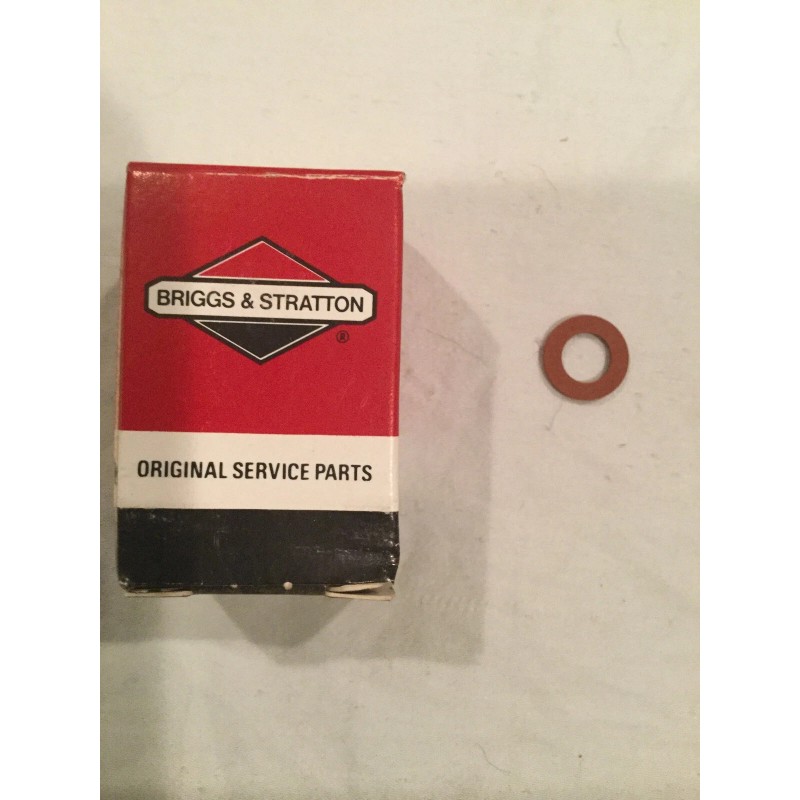 BRIGGS & STRATTON
®
ORIGINAL SERVICE PARTS